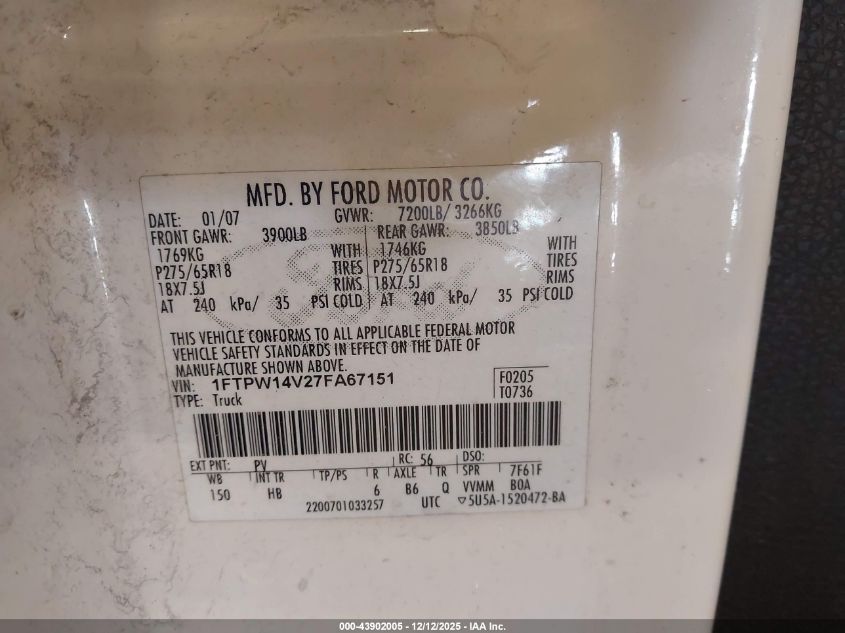 MFD. BY FORD MOTOR CO.
DATE: 01/07 GVWR: 7200LB/ 3266KG
FRONT GAWR: 3900LB REAR GAWR: 3850LB
1769KG WITH 1746KG WITH
P275/65R18 TIRES P275/65R18 TIRES
18X7.5J RIMS 18X7.5J RIMS
AT 240 kPa/ 35 PSI COLD AT 240 kPa/ 35 PSI COLD
THIS VEHICLE CONFORMS TO ALL APPLICABLE FEDERAL MOTOR
VEHICLE SAFETY STANDARDS IN EFFECT ON THE DATE OF
MANUFACTURE SHOWN ABOVE.
VIN: 1FTPW14V27FA67151 F0205
TYPE: Truck T0736
EXT PNT: PV RC: 56 DSO:
WB INT TR TP/PS R AXLE TR SPR 7F61F
150 HB 6 B6 Q VVMM BOA
2200701033257 UTC ▽5U5A-1520472-BA
Ford
000-43902005 - 12/12/2025 - IAA Inc.